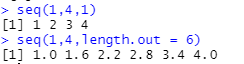 > seq(1,4,1)
[1] 1 2 3 4
> seq(1,4,length.out = 6)
[1] 1.0 1.6 2.2 2.8 3.4 4.0